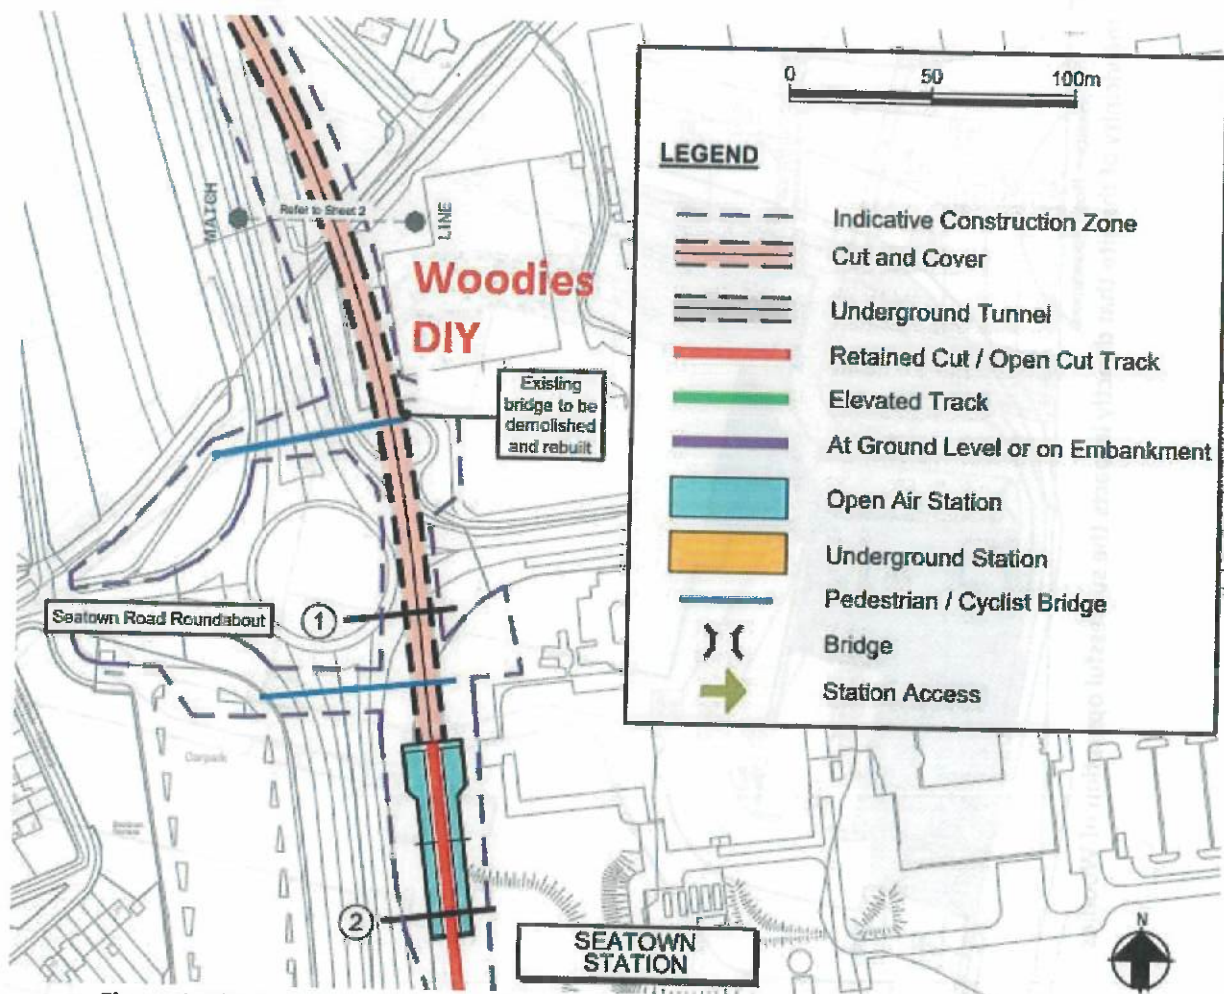 0 50 100m
LEGEND
Indicative Construction Zone
Cut and Cover
Underground Tunnel
Retained Cut / Open Cut Track
Elevated Track
At Ground Level or on Embankment
Open Air Station
Underground Station
Pedestrian / Cyclist Bridge
Bridge
Station Access
MATCH
Refer to Sheet 2
LINE
Woodies
DIY
Existing
bridge to be
demolished
and rebuilt
Seatown Road Roundabout
1
Carpark
2
SEATOWN
STATION
N